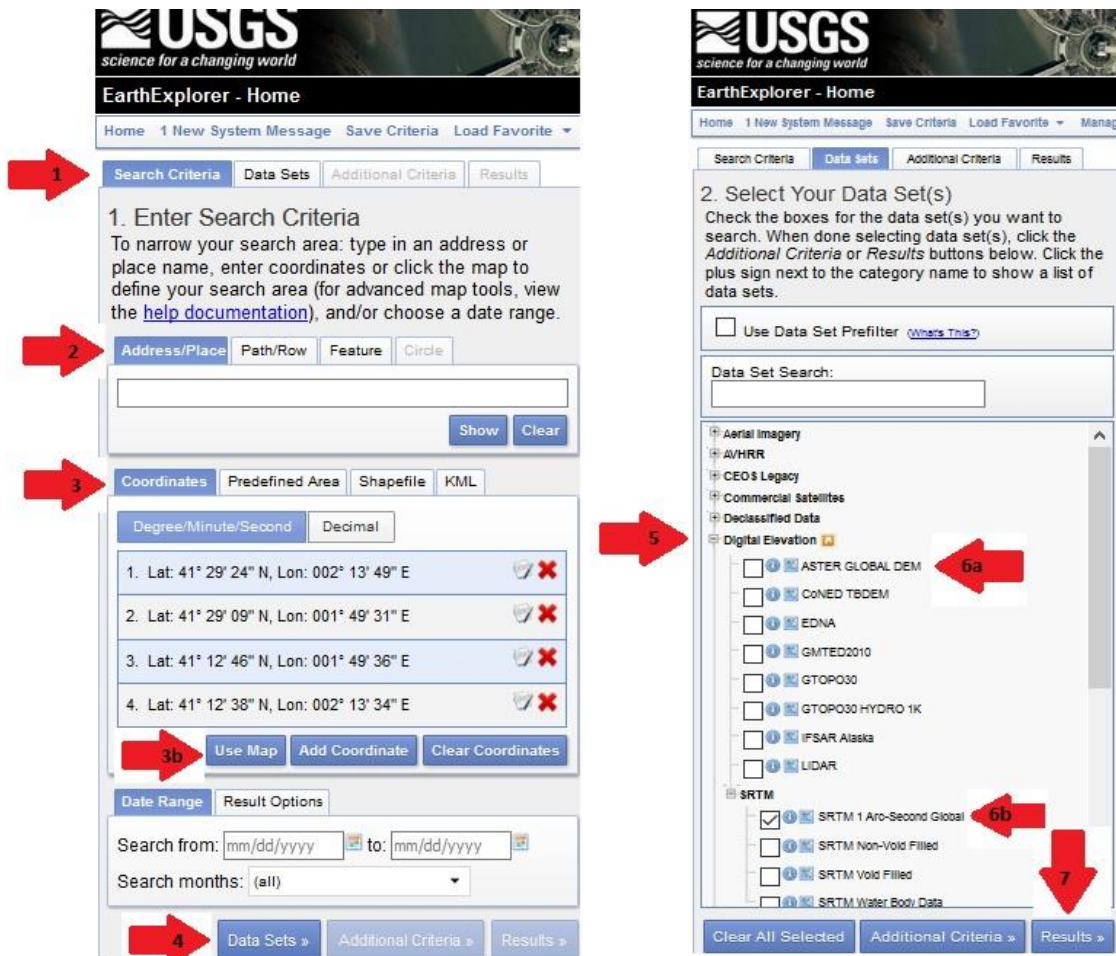 USGS
science for a changing world
EarthExplorer - Home
Home 1 New System Message Save Criteria Load Favorite
1
Search Criteria Data Sets Additional Criteria Results
1. Enter Search Criteria
To narrow your search area: type in an address or
place name, enter coordinates or click the map to
define your search area (for advanced map tools, view
the help documentation), and/or choose a date range.
2
Address/Place Path/Row Feature Circle
Show Clear
3
Coordinates Predefined Area Shapefile KML
Degree/Minute/Second Decimal
1. Lat: 41° 29' 24" N, Lon: 002° 13' 49" E
2. Lat: 41° 29' 09" N, Lon: 001° 49' 31" E
3. Lat: 41° 12' 46" N, Lon: 001° 49' 36" E
4. Lat: 41° 12' 38" N, Lon: 002° 13' 34" E
3b
Use Map Add Coordinate Clear Coordinates
Date Range Result Options
Search from: mm/dd/yyyy to: mm/dd/yyyy
Search months: (all)
4
Data Sets » Additional Criteria » Results »
USGS
science for a changing world
EarthExplorer - Home
Home 1 New System Message Save Criteria Load Favorite Manag
Search Criteria Data Sets Additional Criteria Results
2. Select Your Data Set(s)
Check the boxes for the data set(s) you want to
search. When done selecting data set(s), click the
Additional Criteria or Results buttons below. Click the
plus sign next to the category name to show a list of
data sets.
Use Data Set Prefilter (What's This?)
Data Set Search:
Aerial Imagery
AVHRR
CEOS Legacy
Commercial Satellites
Declassified Data
5
Digital Elevation
ASTER GLOBAL DEM
6a
CoNED TBDEM
EDNA
GMTED2010
GTOPO30
GTOPO30 HYDRO 1K
IFSAR Alaska
LIDAR
SRTM
SRTM 1 Arc-Second Global
6b
SRTM Non-Void Filled
SRTM Void Filled
7
SRTM Water Body Data
Clear All Selected Additional Criteria » Results »